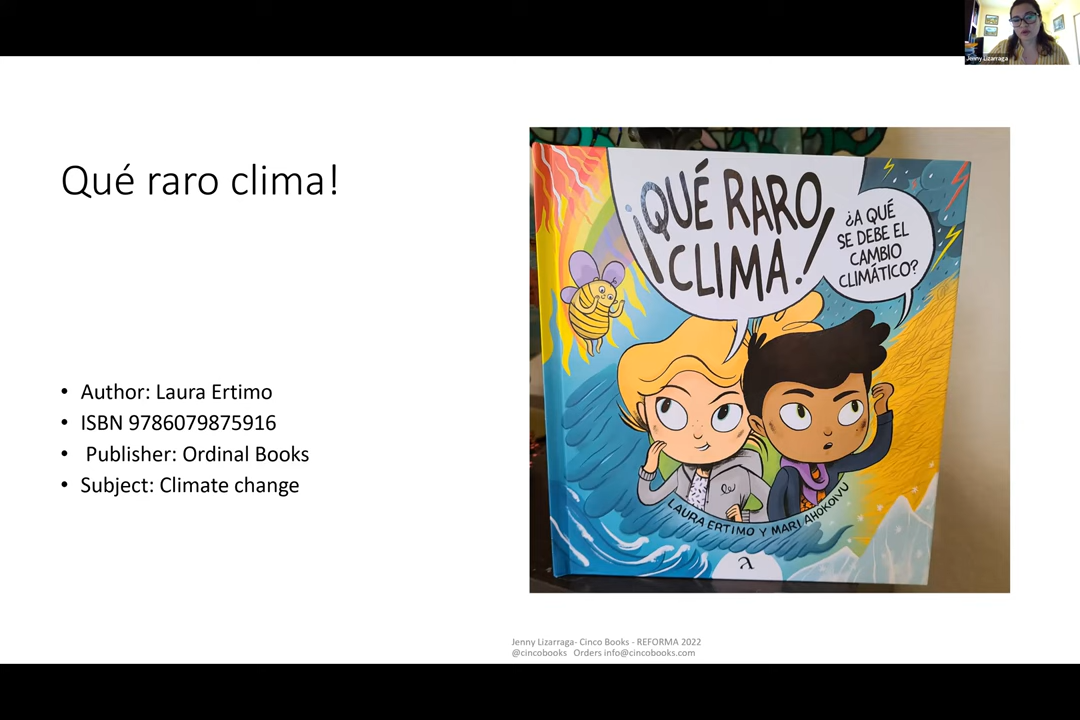 Jenny Lizarraga
Qué raro clima!
• Author: Laura Ertimo
• ISBN 9786079875916
• Publisher: Ordinal Books
• Subject: Climate change
¡QUÉ RARO
CLIMA!
¿A QUÉ
SE DEBE EL
CAMBIO
CLIMÁTICO?
LAURA ERTIMO Y MARI AHOKOIVU
Jenny Lizarraga- Cinco Books - REFORMA 2022
@cincobooks Orders info@cincobooks.com